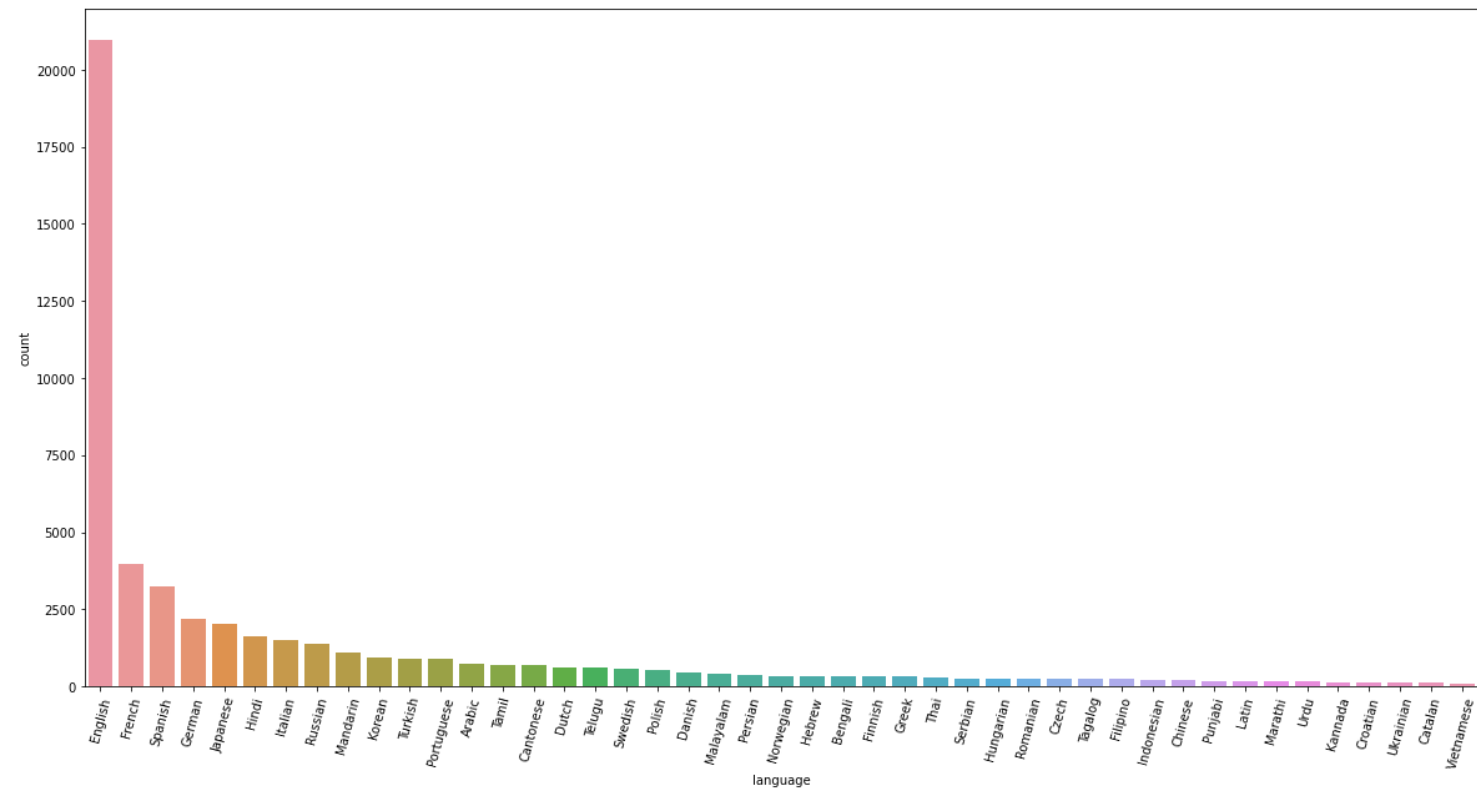 20000
17500
15000
12500
10000
7500
5000
2500
0
count
English
French
Spanish
German
Japanese
Hindi
Italian
Russian
Mandarin
Korean
Turkish
Portuguese
Arabic
Tamil
Cantonese
Dutch
Telugu
Swedish
Polish
Danish
Malayalam
Persian
Norwegian
Hebrew
Bengali
Finnish
Greek
Thai
Serbian
Hungarian
Romanian
Czech
Tagalog
Filipino
Indonesian
Chinese
Punjabi
Latin
Marathi
Urdu
Kannada
Croatian
Ukrainian
Catalan
Vietnamese
language